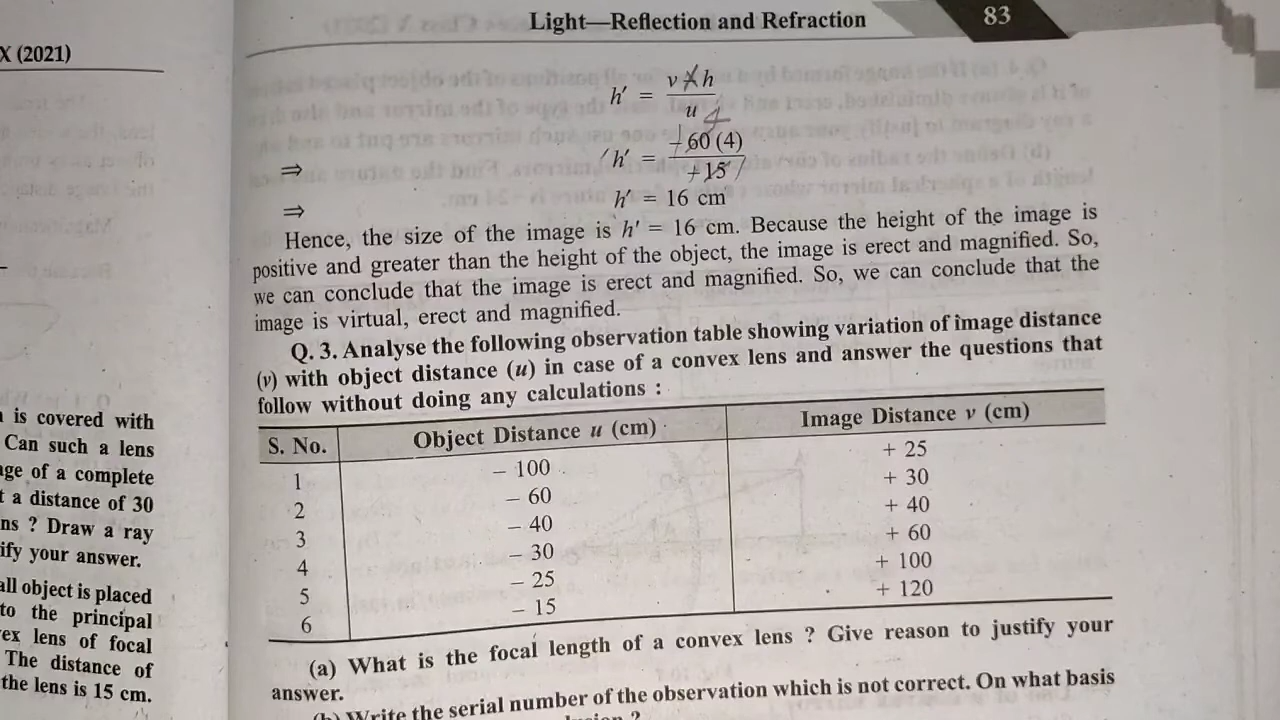 Light—Reflection and Refraction
83
X (2021)
h′ = v × h / u
⇒ h′ = – 60 (4) / + 15
⇒ h′ = 16 cm
Hence, the size of the image is h′ = 16 cm. Because the height of the image is
positive and greater than the height of the object, the image is erect and magnified. So,
we can conclude that the image is erect and magnified. So, we can conclude that the
image is virtual, erect and magnified.
Q. 3. Analyse the following observation table showing variation of image distance
(v) with object distance (u) in case of a convex lens and answer the questions that
follow without doing any calculations :
S. No. Object Distance u (cm) Image Distance v (cm)
1 – 100 + 25
2 – 60 + 30
3 – 40 + 40
4 – 30 + 60
5 – 25 + 100
6 – 15 + 120
(a) What is the focal length of a convex lens ? Give reason to justify your
answer.
(b) Write the serial number of the observation which is not correct. On what basis
is covered with
Can such a lens
of a complete
a distance of 30
? Draw a ray
your answer.
object is placed
to the principal
lens of focal
The distance of
the lens is 15 cm.